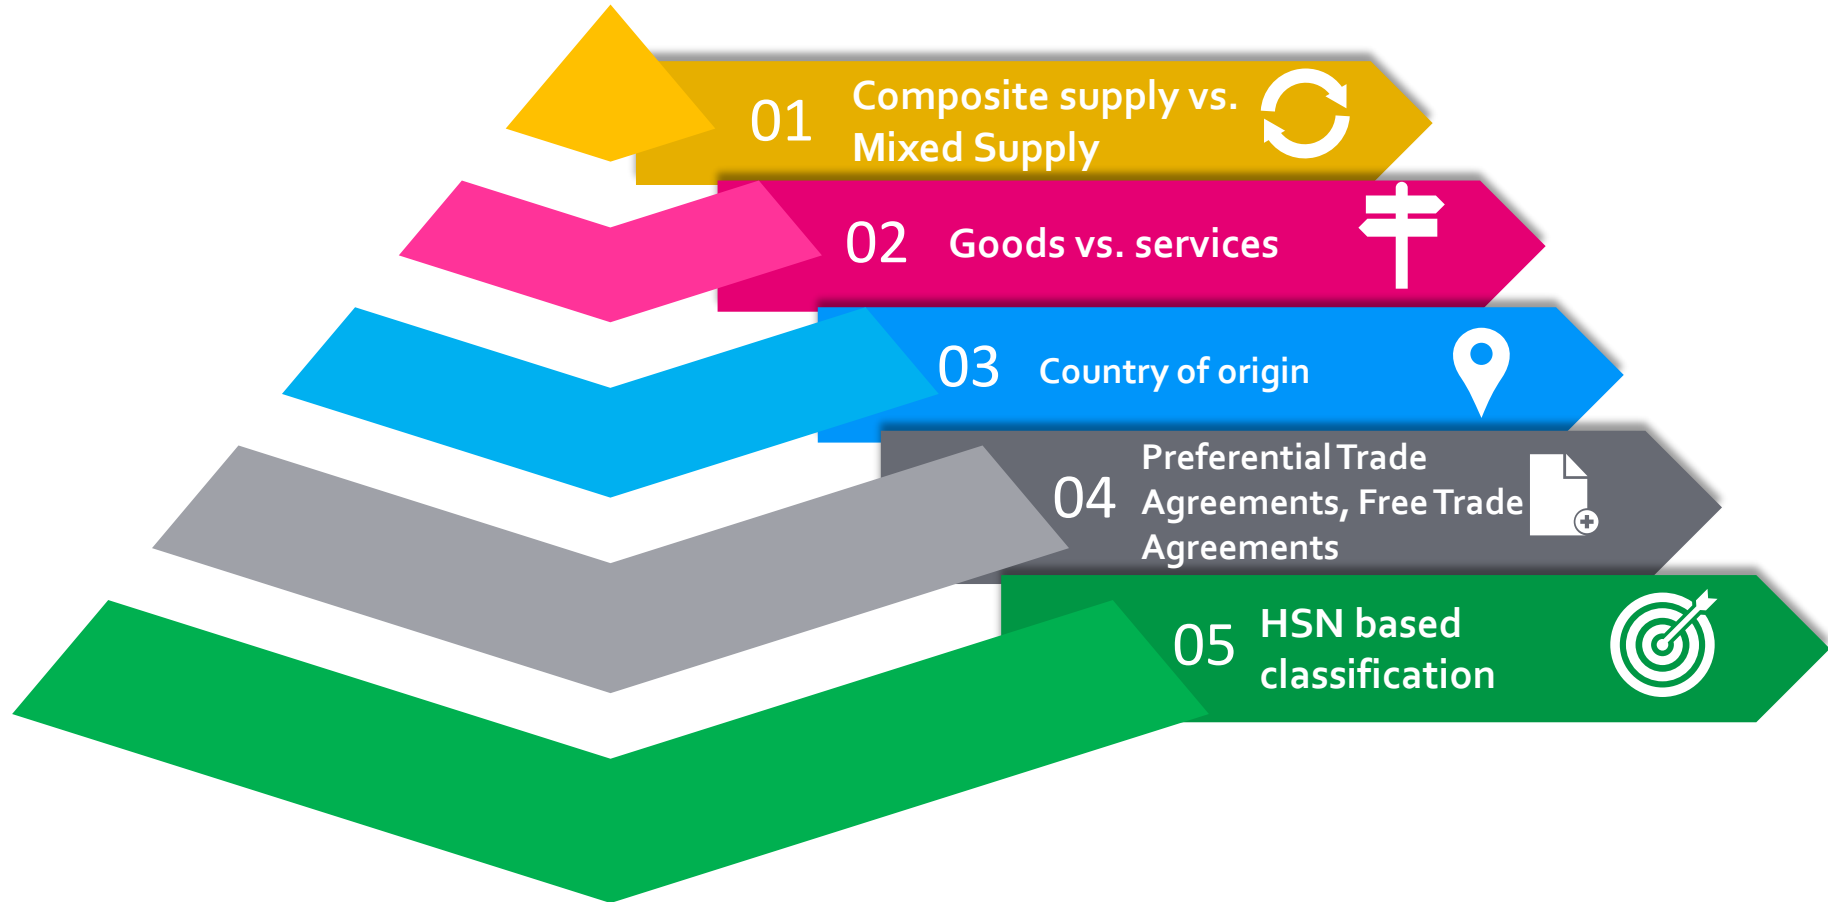 01
Composite supply vs.
Mixed Supply
02
Goods vs. services
03
Country of origin
04
Preferential Trade
Agreements, Free Trade
Agreements
05
HSN based
classification